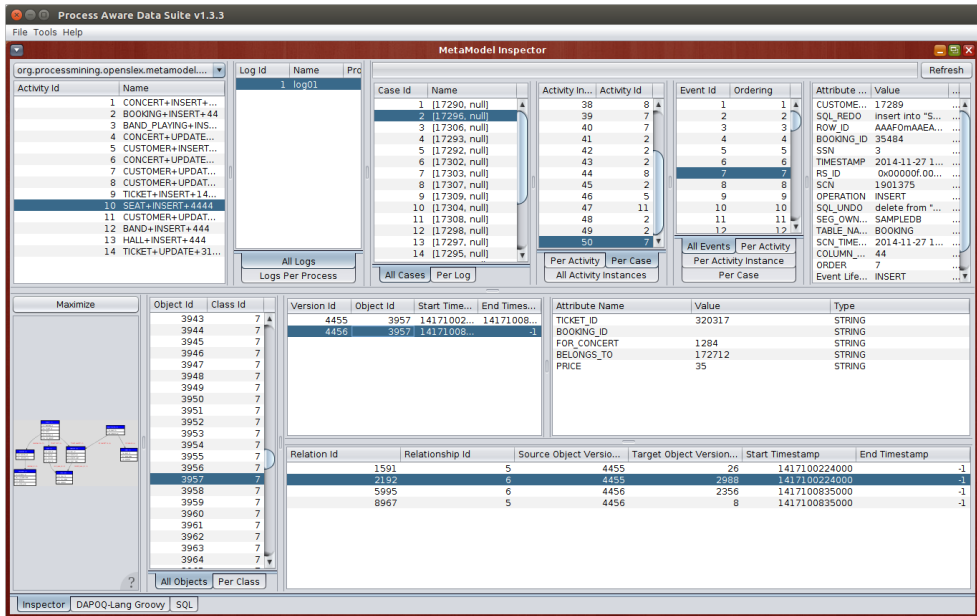 Process Aware Data Suite v1.3.3
File Tools Help
MetaModel Inspector
org.processmining.openslex.metamodel....
Refresh
Activity Id Name
1 CONCERT+INSERT+...
2 BOOKING+INSERT+44
3 BAND_PLAYING+INS...
4 CONCERT+UPDATE...
5 CUSTOMER+INSERT...
6 CONCERT+UPDATE...
7 CUSTOMER+UPDAT...
8 CUSTOMER+UPDAT...
9 TICKET+INSERT+14...
10 SEAT+INSERT+4444
11 CUSTOMER+UPDAT...
12 BAND+INSERT+444
13 HALL+INSERT+444
14 TICKET+UPDATE+31...
Log Id Name Pro
1 log01
All Logs
Logs Per Process
Case Id Name
1 [17290, null]
2 [17296, null]
3 [17306, null]
4 [17293, null]
5 [17292, null]
6 [17302, null]
7 [17303, null]
8 [17307, null]
9 [17309, null]
10 [17304, null]
11 [17308, null]
12 [17298, null]
13 [17297, null]
14 [17295, null]
All Cases Per Log
Activity In... Activity Id
38 8
39 7
40 7
41 2
42 2
43 2
44 8
45 2
46 5
47 11
48 2
49 2
50 7
Per Activity Per Case
All Activity Instances
Event Id Ordering
1 1
2 2
3 3
4 4
5 5
6 6
7 7
8 8
9 9
10 10
11 11
12 12
All Events Per Activity
Per Activity Instance
Per Case
Attribute ... Value ...
CUSTOME... 17289 ...
SQL_REDO insert into "S... ...
ROW_ID AAAF0mAAEA... ...
BOOKING_ID 35484 ...
SSN 3 ...
TIMESTAMP 2014-11-27 1... ...
RS_ID 0x00000f.00... ...
SCN 1901375 ...
OPERATION INSERT ...
SQL_UNDO delete from "... ...
SEG_OWN... SAMPLEDB ...
TABLE_NA... BOOKING ...
SCN_TIME... 2014-11-27 1... ...
COLUMN_... 44 ...
ORDER 7 ...
Event Life... INSERT ...
Maximize
?
Object Id Class Id
3943 7
3944 7
3945 7
3946 7
3947 7
3948 7
3949 7
3950 7
3951 7
3952 7
3953 7
3954 7
3955 7
3956 7
3957 7
3958 7
3959 7
3960 7
3961 7
3962 7
3963 7
3964 7
All Objects Per Class
Version Id Object Id Start Time... End Times...
4455 3957 14171002... 14171008...
4456 3957 14171008... -1
Attribute Name Value Type
TICKET_ID 320317 STRING
BOOKING_ID STRING
FOR_CONCERT 1284 STRING
BELONGS_TO 172712 STRING
PRICE 35 STRING
Relation Id Relationship Id Source Object Version... Target Object Version... Start Timestamp End Timestamp
1591 5 4455 26 1417100224000 -1
2192 6 4455 2988 1417100224000 -1
5995 6 4456 2356 1417100835000 -1
8967 5 4456 8 1417100835000 -1
Inspector DAPOQ-Lang Groovy SQL